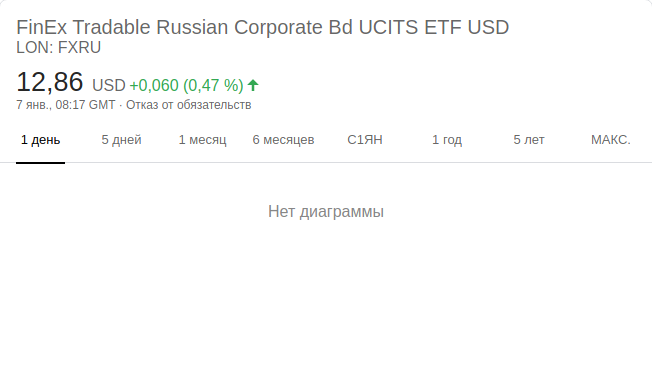 FinEx Tradable Russian Corporate Bd UCITS ETF USD
LON: FXRU
12,86 USD +0,060 (0,47 %)
7 янв., 08:17 GMT · Отказ от обязательств
1 день 5 дней 1 месяц 6 месяцев С1ЯН 1 год 5 лет МАКС.
Нет диаграммы